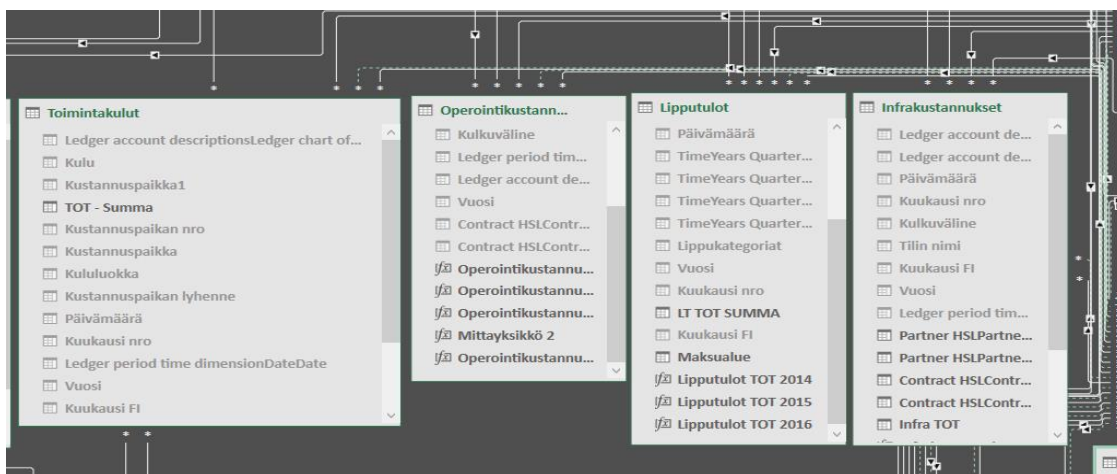 Toimintakulut
Ledger account descriptionsLedger chart of...
Kulu
Kustannuspaikka1
TOT - Summa
Kustannuspaikan nro
Kustannuspaikka
Kululuokka
Kustannuspaikan lyhenne
Päivämäärä
Kuukausi nro
Ledger period time dimensionDateDate
Vuosi
Kuukausi FI
Operointikustann...
Kulkuväline
Ledger period tim...
Ledger account de...
Vuosi
Contract HSLContr...
Contract HSLContr...
Operointikustannu...
Operointikustannu...
Operointikustannu...
Mittayksikkö 2
Operointikustannu...
Lipputulot
Päivämäärä
TimeYears Quarter...
TimeYears Quarter...
TimeYears Quarter...
TimeYears Quarter...
Lippukategoriat
Vuosi
Kuukausi nro
LT TOT SUMMA
Kuukausi FI
Maksualue
Lipputulot TOT 2014
Lipputulot TOT 2015
Lipputulot TOT 2016
Infrakustannukset
Ledger account de...
Ledger account de...
Päivämäärä
Kuukausi nro
Kulkuväline
Tilin nimi
Kuukausi FI
Vuosi
Ledger period tim...
Partner HSLPartne...
Partner HSLPartne...
Contract HSLContr...
Contract HSLContr...
Infra TOT